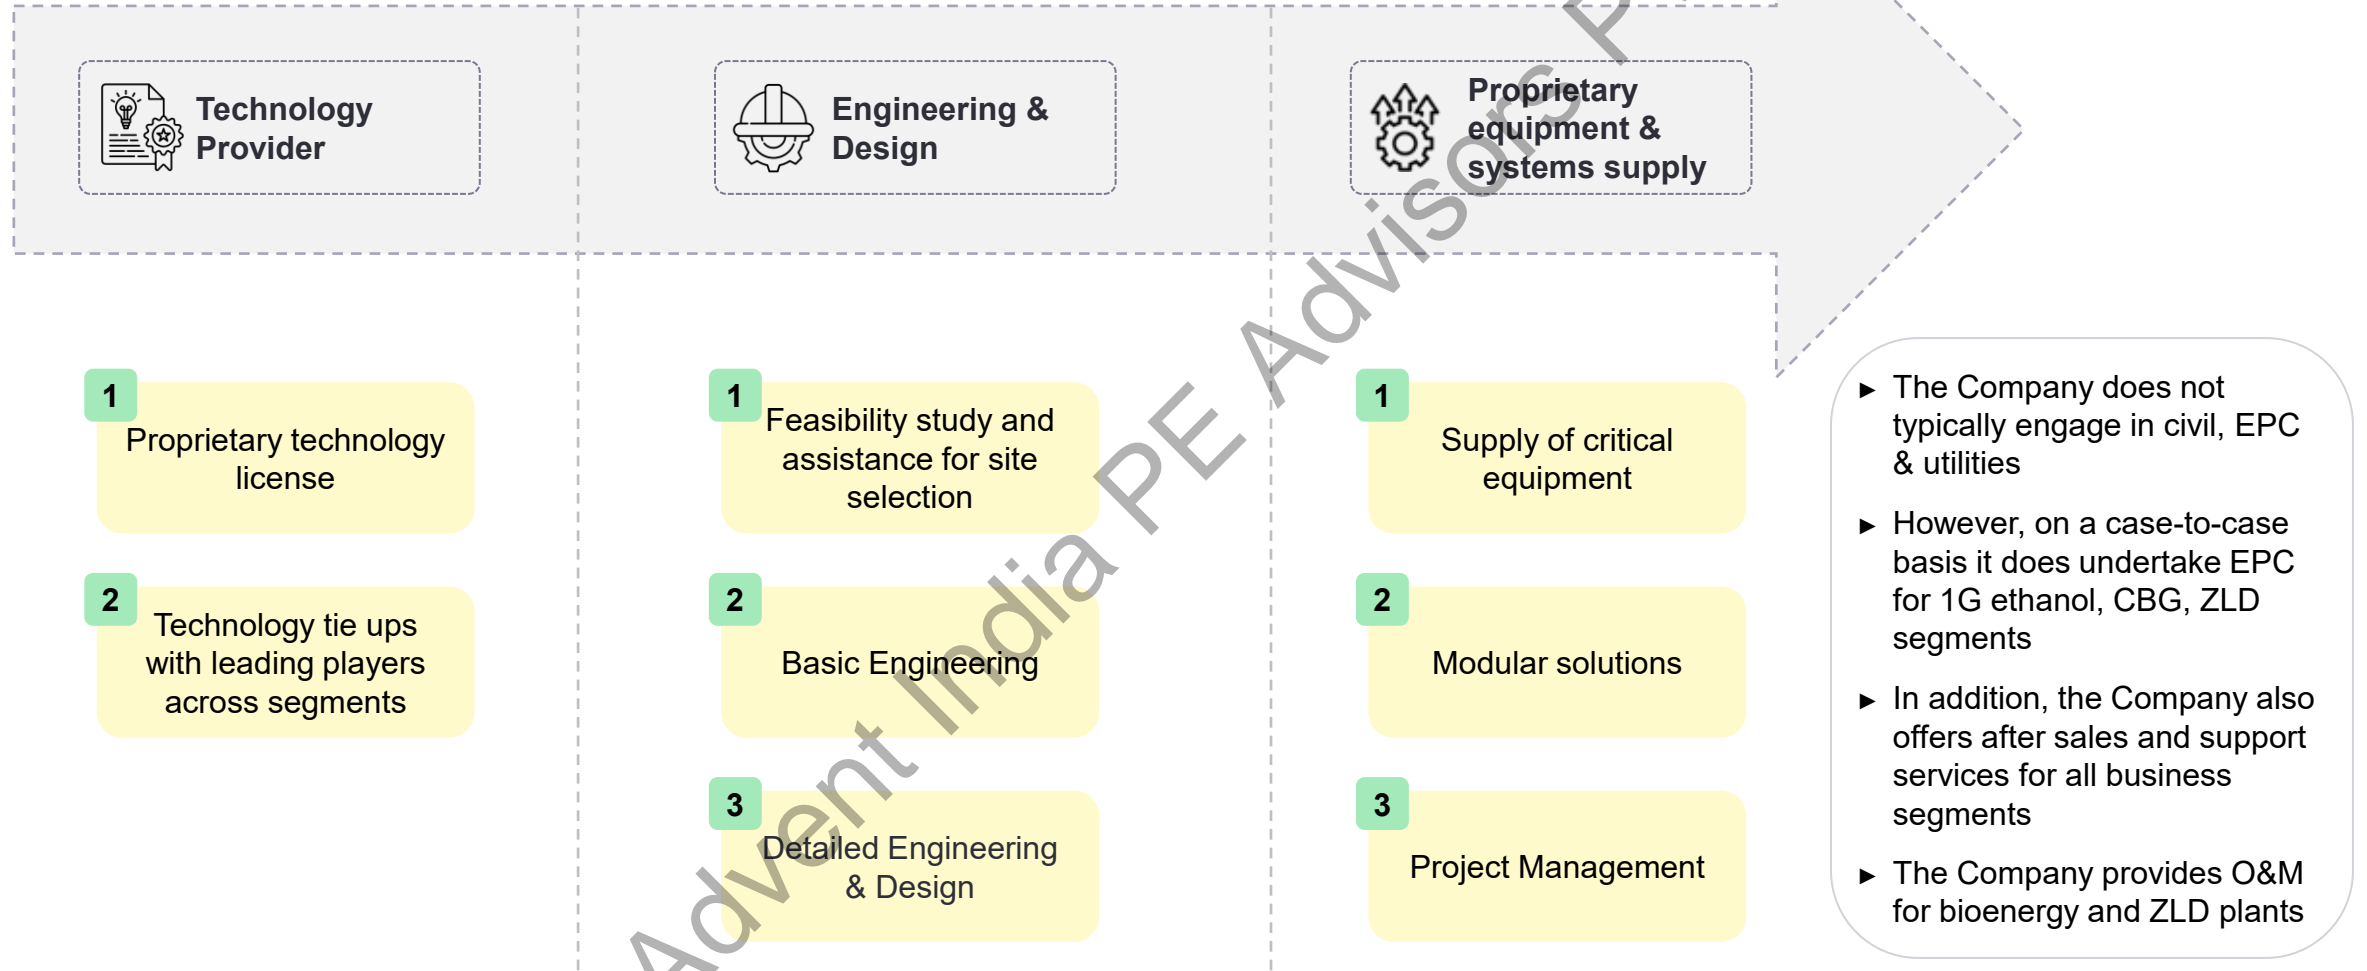 Technology
Provider
Engineering &
Design
Proprietary
equipment &
systems supply
1
Proprietary technology
license
2
Technology tie ups
with leading players
across segments
1
Feasibility study and
assistance for site
selection
2
Basic Engineering
3
Detailed Engineering
& Design
1
Supply of critical
equipment
2
Modular solutions
3
Project Management
► The Company does not
typically engage in civil, EPC
& utilities
► However, on a case-to-case
basis it does undertake EPC
for 1G ethanol, CBG, ZLD
segments
► In addition, the Company also
offers after sales and support
services for all business
segments
► The Company provides O&M
for bioenergy and ZLD plants
Advent India PE Advisors